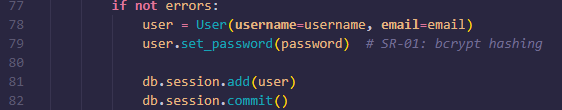 77 if not errors:
78 user = User(username=username, email=email)
79 user.set_password(password)  # SR-01: bcrypt hashing
80
81 db.session.add(user)
82 db.session.commit()